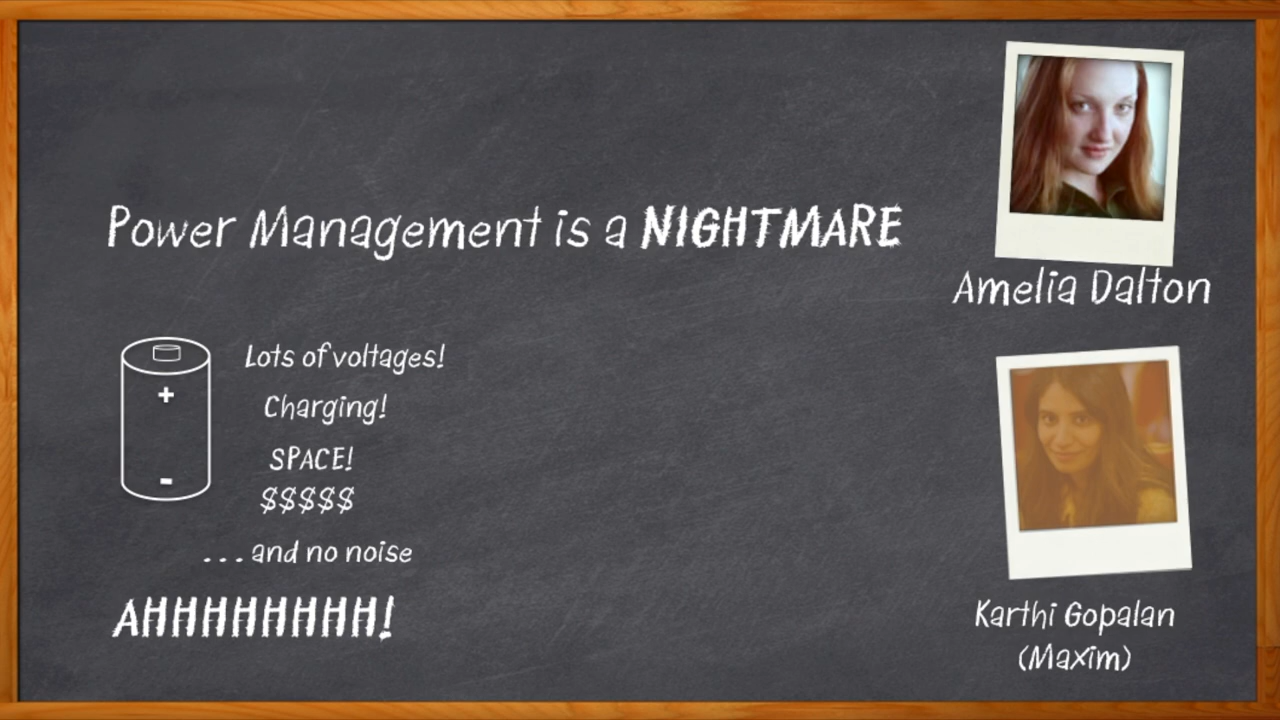 Power Management is a NIGHTMARE
Lots of voltages!
Charging!
SPACE!
$$$$$
...and no noise
AHHHHHHHH!
+
-
Amelia Dalton
Karthi Gopalan
(Maxim)